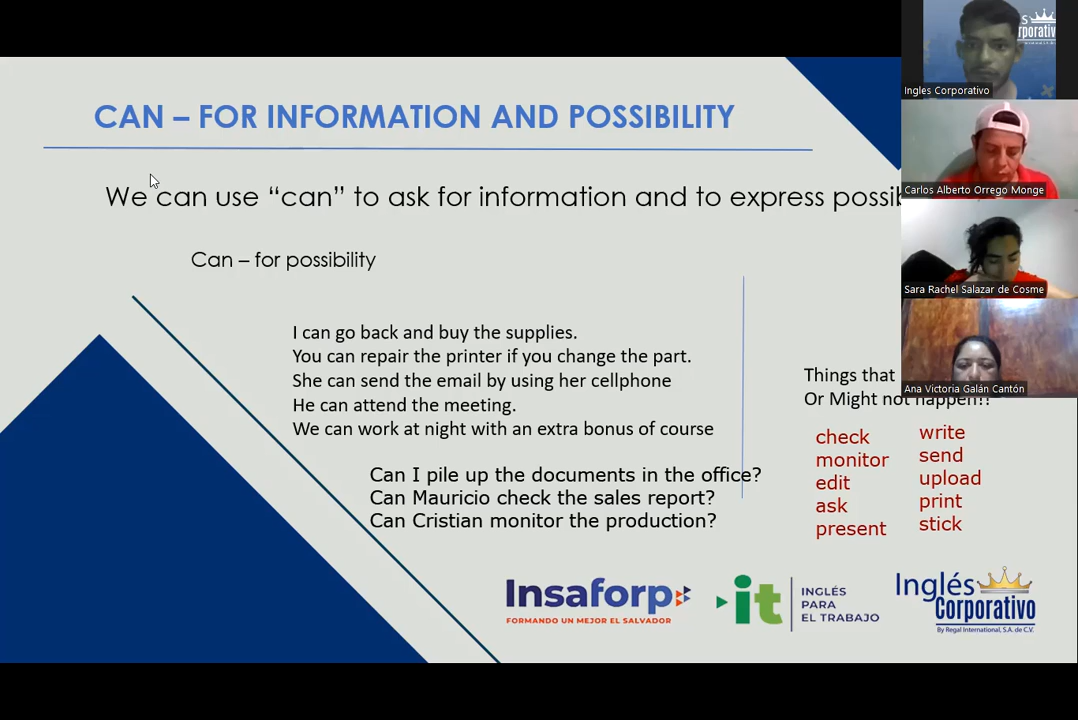 CAN – FOR INFORMATION AND POSSIBILITY
We can use “can” to ask for information and to express
Can – for possibility
I can go back and buy the supplies.
You can repair the printer if you change the part.
She can send the email by using her cellphone
He can attend the meeting.
We can work at night with an extra bonus of course
Can I pile up the documents in the office?
Can Mauricio check the sales report?
Can Cristian monitor the production?
Things that
Or Might not happen!!
check
monitor
edit
ask
present
write
send
upload
print
stick
Insaforp
FORMANDO UN MEJOR EL SALVADOR
it
INGLÉS
PARA
EL TRABAJO
Inglés
Corporativo
By Regal International, S.A. de C.V.
Ingles Corporativo
Carlos Alberto Orrego Monge
Sara Rachel Salazar de Cosme
Ana Victoria Galán Cantón